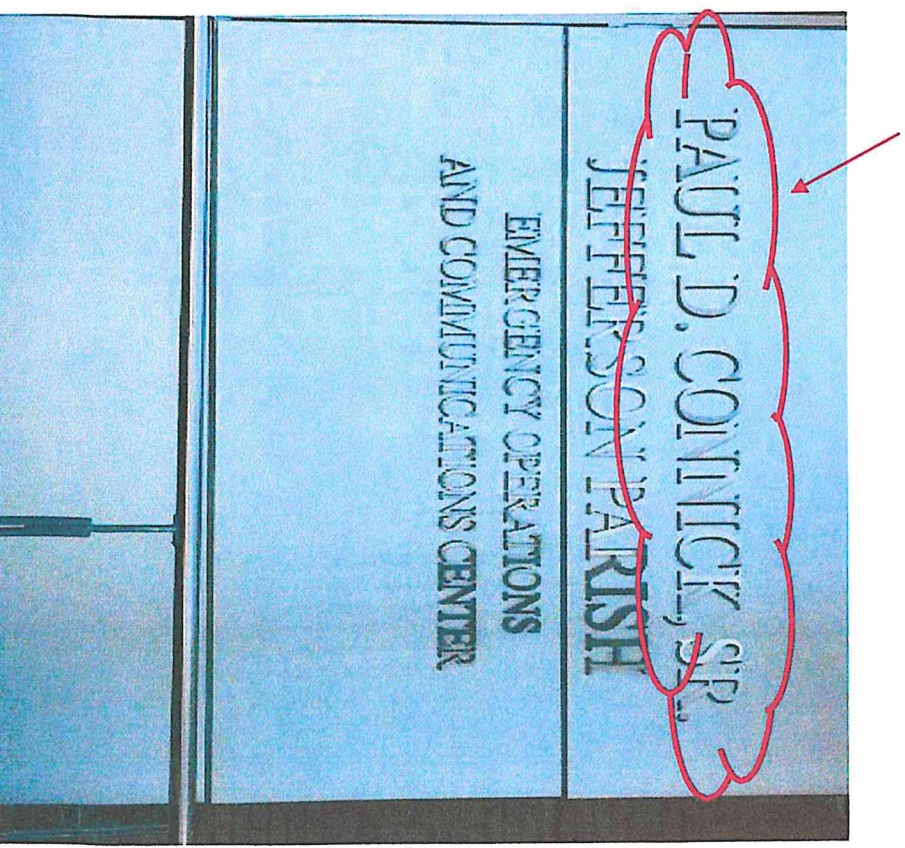 PAUL D. CONNICK, SR.
JEFFERSON PARISH
EMERGENCY OPERATIONS
AND COMMUNICATIONS CENTER